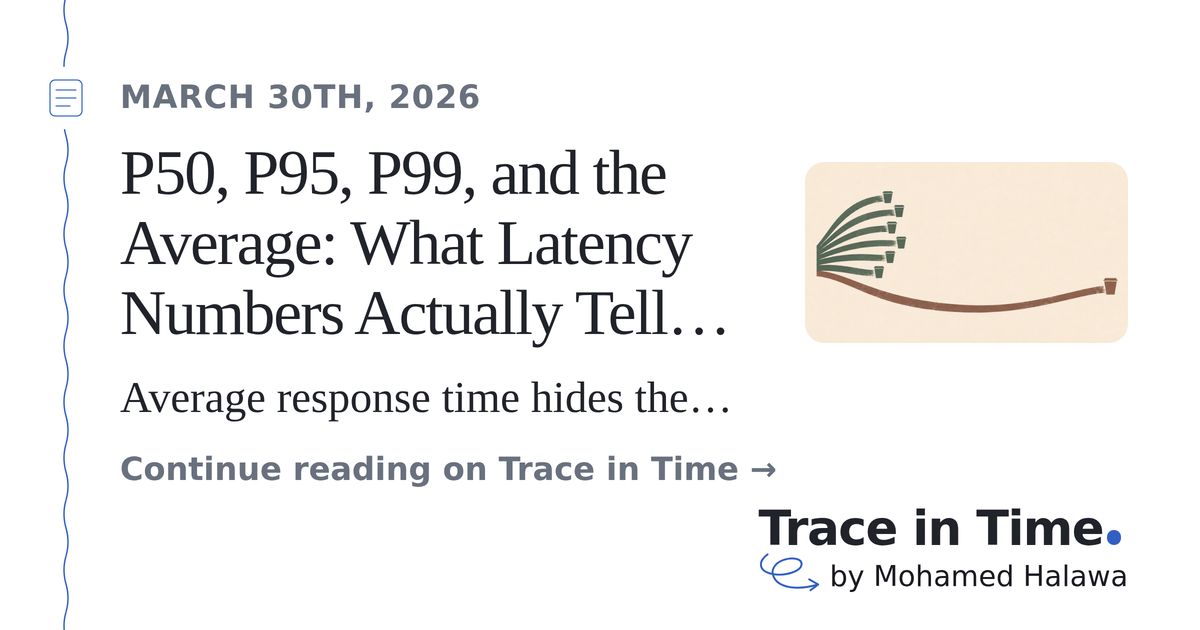 MARCH 30TH, 2026
P50, P95, P99, and the
Average: What Latency
Numbers Actually Tell…
Average response time hides the…
Continue reading on Trace in Time →
Trace in Time.
by Mohamed Halawa